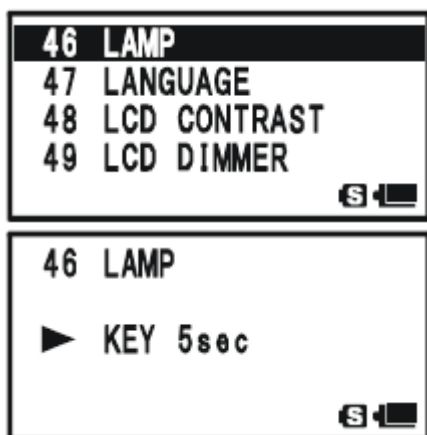 46 LAMP
47 LANGUAGE
48 LCD CONTRAST
49 LCD DIMMER
S
46 LAMP
▶ KEY 5sec
S